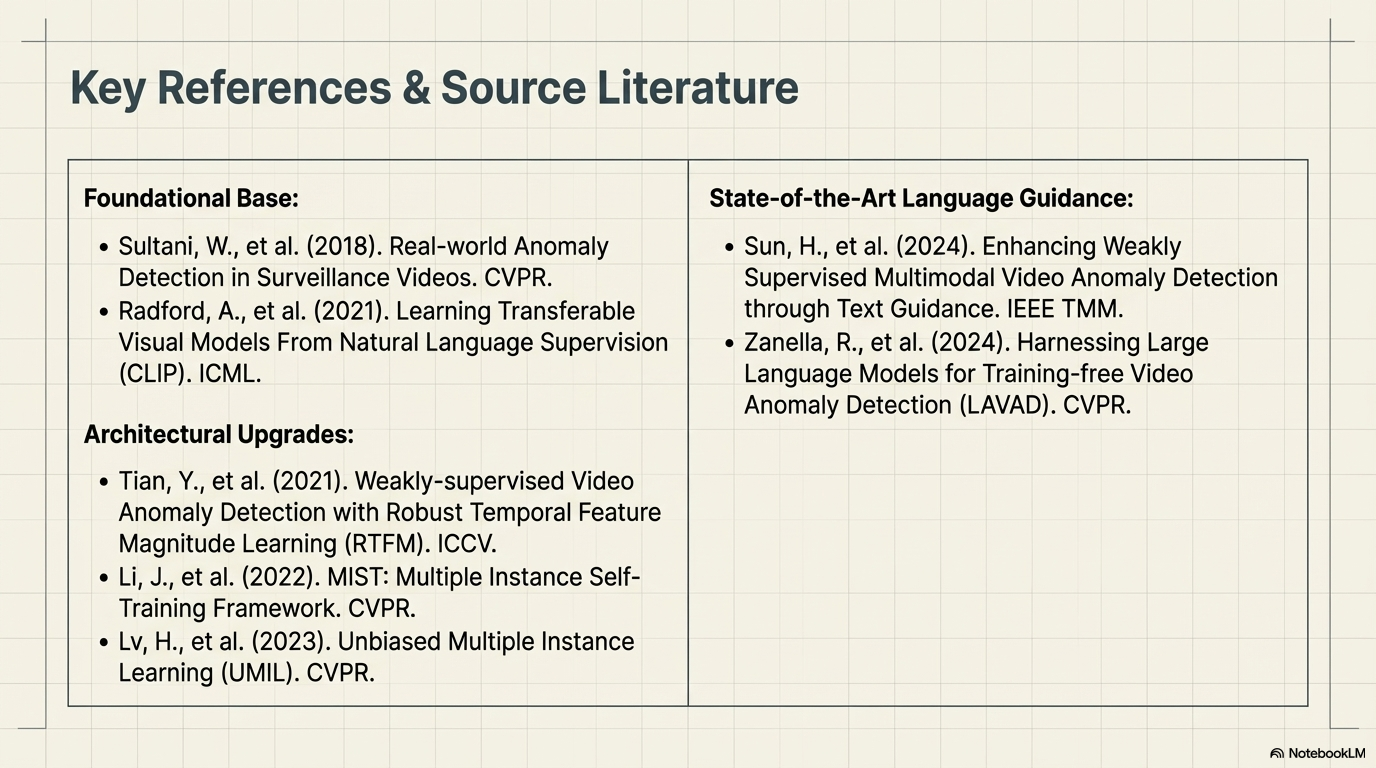 Key References & Source Literature
Foundational Base:
• Sultani, W., et al. (2018). Real-world Anomaly
Detection in Surveillance Videos. CVPR.
• Radford, A., et al. (2021). Learning Transferable
Visual Models From Natural Language Supervision
(CLIP). ICML.
Architectural Upgrades:
• Tian, Y., et al. (2021). Weakly-supervised Video
Anomaly Detection with Robust Temporal Feature
Magnitude Learning (RTFM). ICCV.
• Li, J., et al. (2022). MIST: Multiple Instance Self-
Training Framework. CVPR.
• Lv, H., et al. (2023). Unbiased Multiple Instance
Learning (UMIL). CVPR.
State-of-the-Art Language Guidance:
• Sun, H., et al. (2024). Enhancing Weakly
Supervised Multimodal Video Anomaly Detection
through Text Guidance. IEEE TMM.
• Zanella, R., et al. (2024). Harnessing Large
Language Models for Training-free Video
Anomaly Detection (LAVAD). CVPR.
NotebookLM